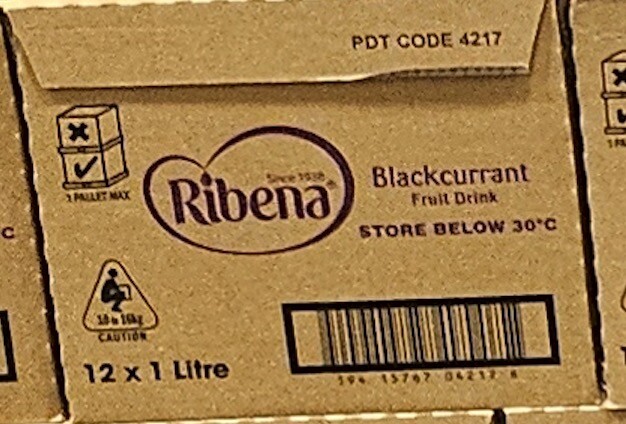 PDT CODE 4217
1 PALLET MAX
Since 1938
Ribena®
Blackcurrant
Fruit Drink
STORE BELOW 30°C
CAUTION
12 x 1 Litre